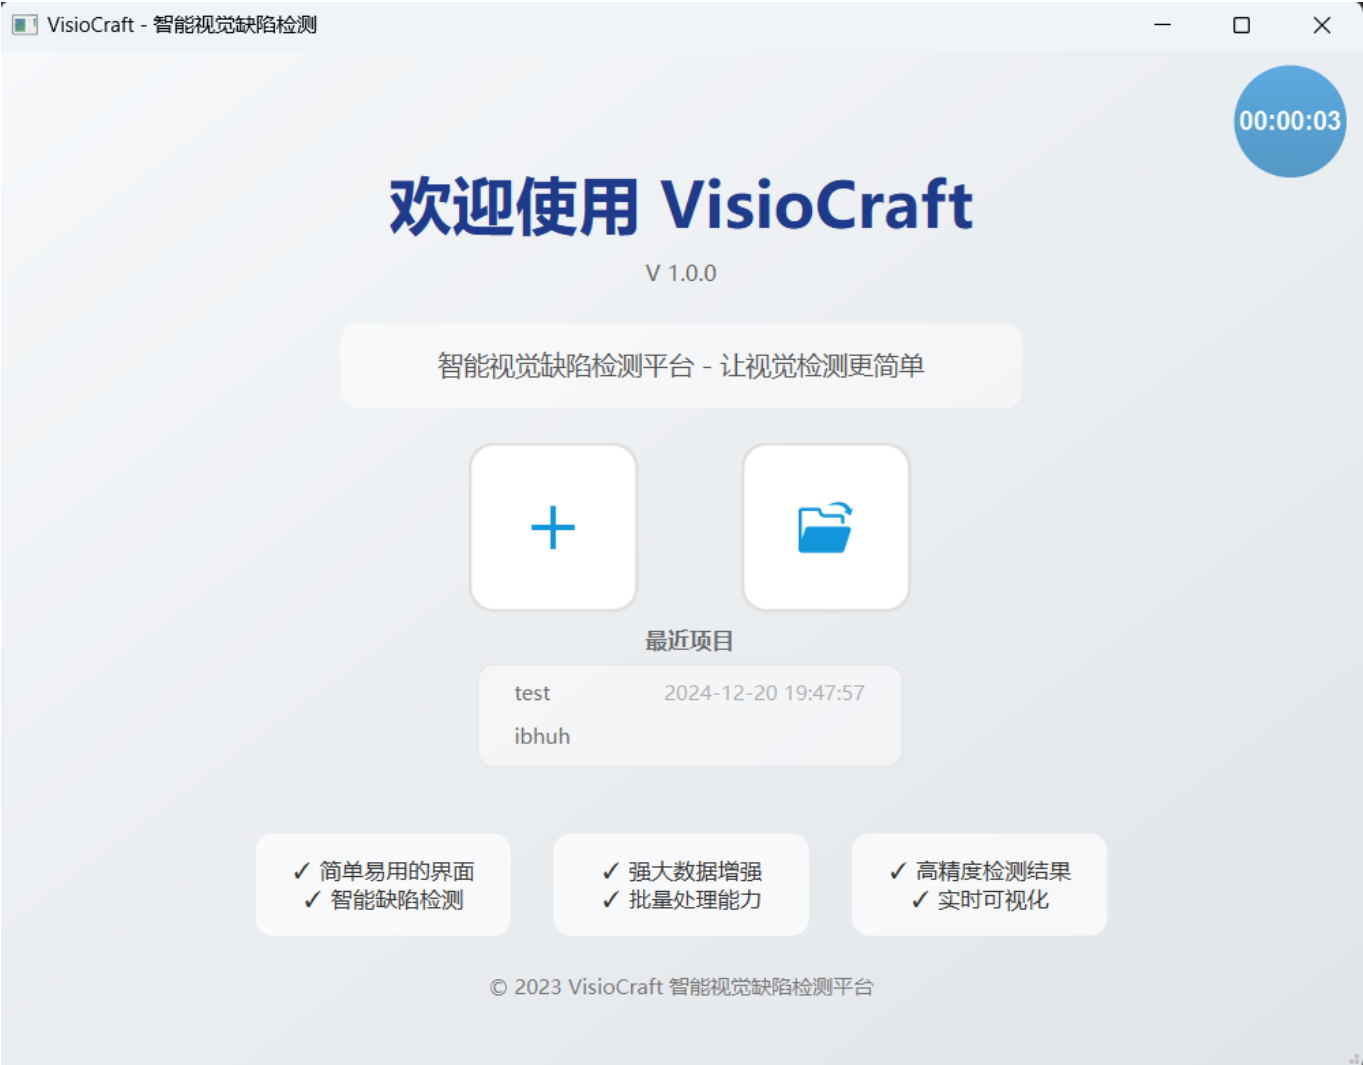 VisioCraft - 智能视觉缺陷检测
00:00:03
欢迎使用 VisioCraft
V 1.0.0
智能视觉缺陷检测平台 - 让视觉检测更简单
最近项目
test 2024-12-20 19:47:57
ibhuh
✓ 简单易用的界面
✓ 智能缺陷检测
✓ 强大数据增强
✓ 批量处理能力
✓ 高精度检测结果
✓ 实时可视化
© 2023 VisioCraft 智能视觉缺陷检测平台